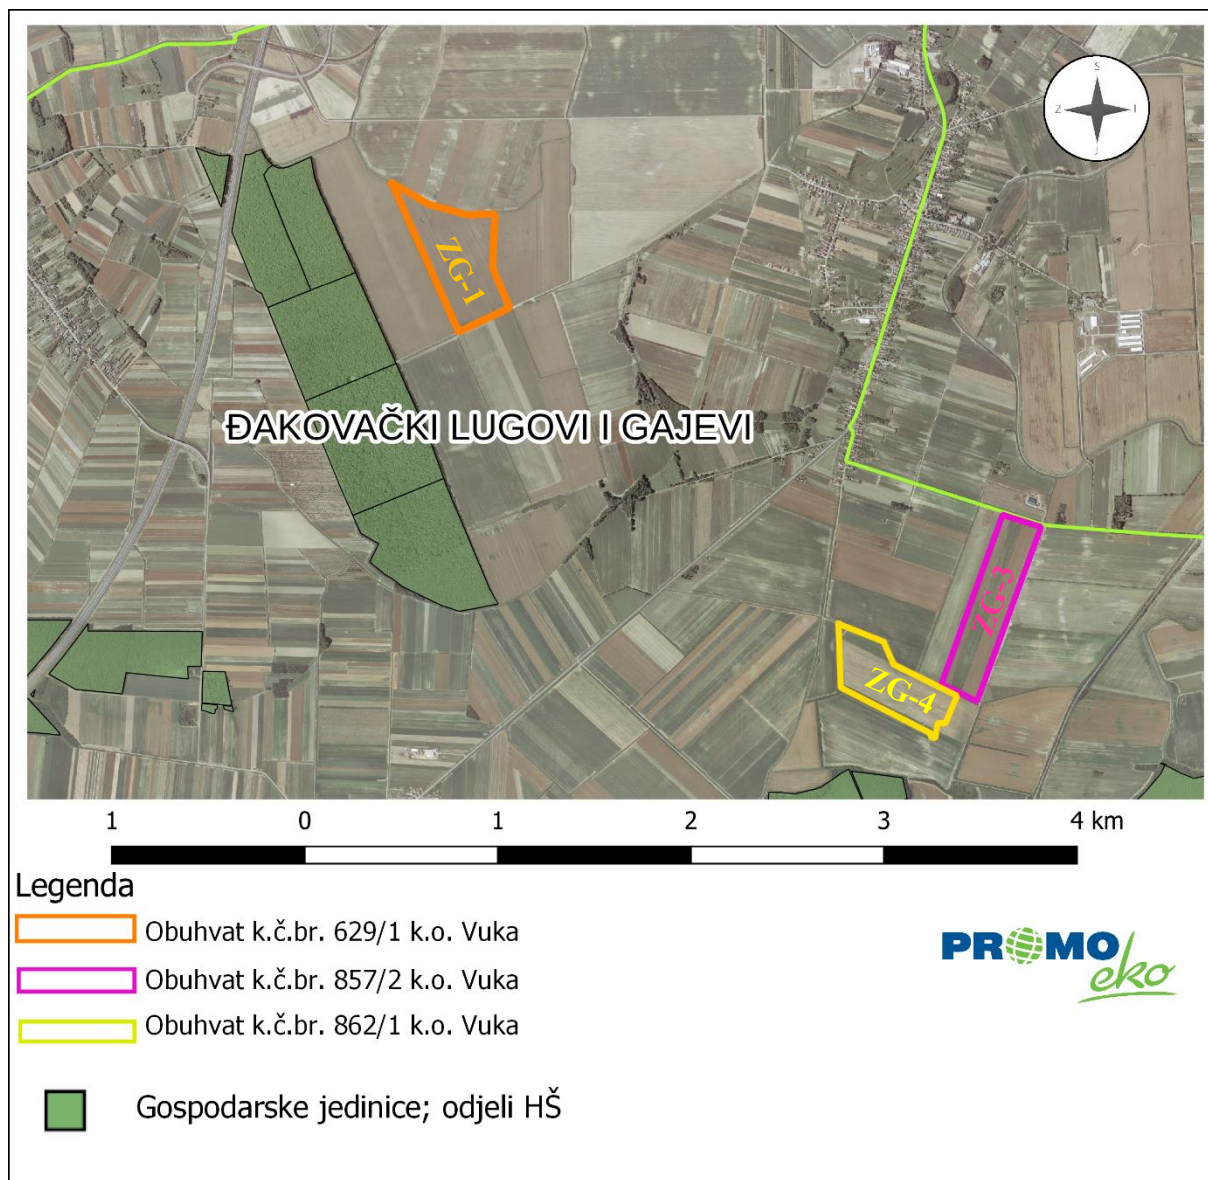 S
Z I
J
ZG-1
ĐAKOVAČKI LUGOVI I GAJEVI
ZG-3
ZG-4
1 0 1 2 3 4 km
Legenda
Obuhvat k.č.br. 629/1 k.o. Vuka
Obuhvat k.č.br. 857/2 k.o. Vuka
Obuhvat k.č.br. 862/1 k.o. Vuka
Gospodarske jedinice; odjeli HŠ
PROMO
eko